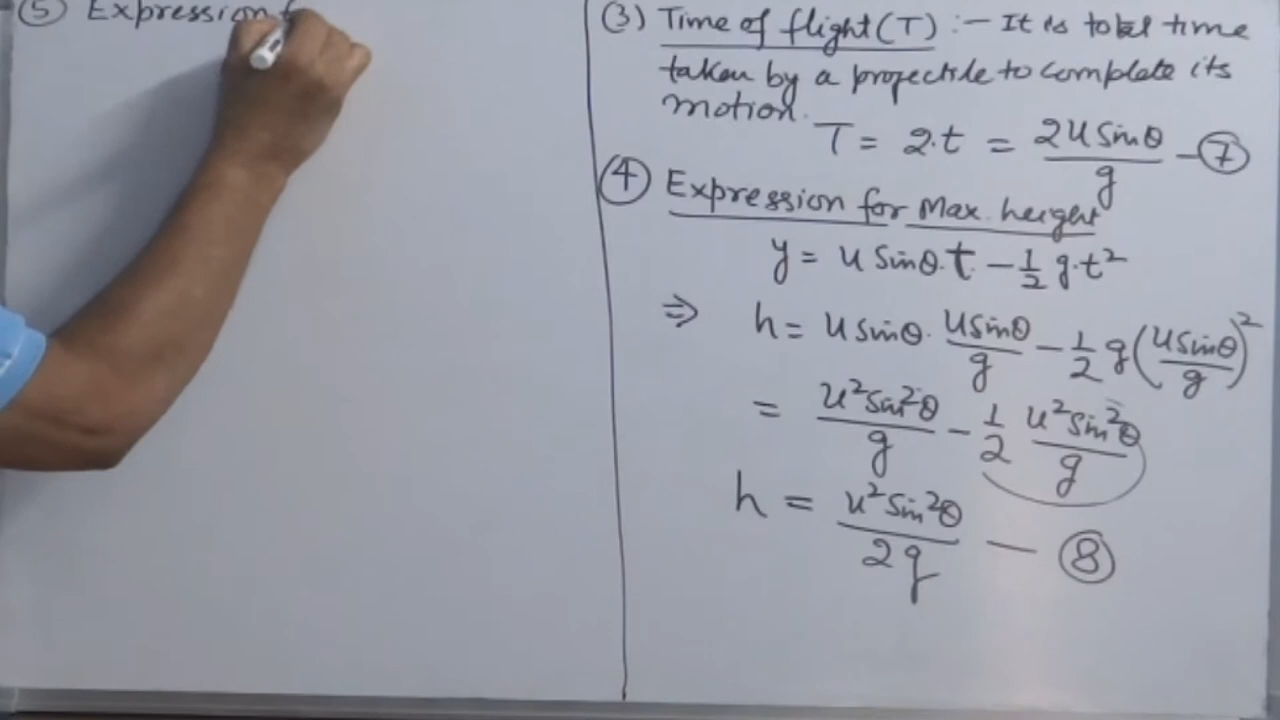 (5) Expression f
(3) Time of flight (T) :- It is total time
taken by a projectile to complete its
motion.
T = 2.t = 2u Sinθ / g - (7)
(4) Expression for Max. height
y = u Sinθ.t - 1/2 g.t²
⇒ h = u sinθ. u sinθ / g - 1/2 g (u sinθ / g)²
= u² Sin²θ / g - 1/2 u² Sin²θ / g
h = u² Sin²θ / 2g - (8)